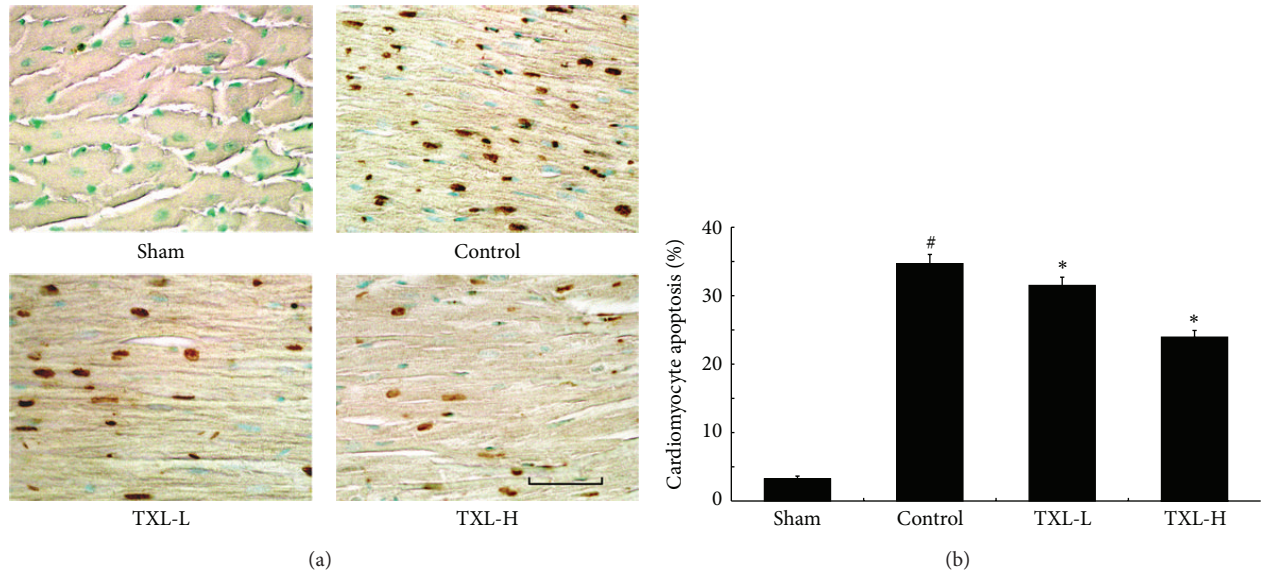 Sham
Control
TXL-L
TXL-H
(a)
Cardiomyocyte apoptosis (%)
40
30
20
10
0
#
*
*
Sham
Control
TXL-L
TXL-H
(b)